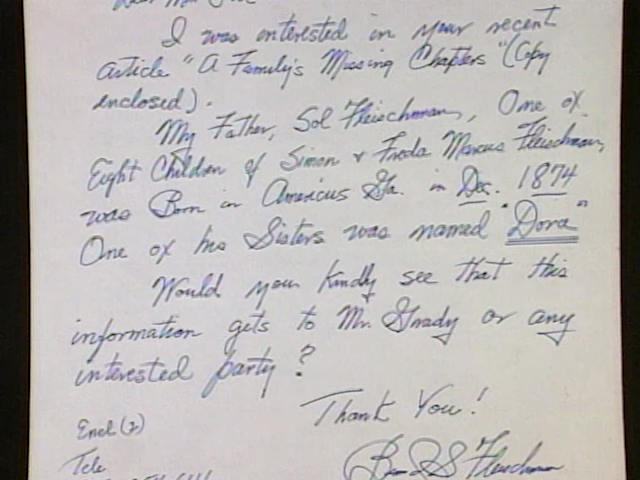 I was interested in your recent
article "A Family's Missing Chapters" (Copy
enclosed).
My Father, Sol Fleischman, One of
Eight Children of Simon & Freda Marcus Fleischman,
was Born in Americus Ga. in Dec. 1874
One of his Sisters was named "Dora"
Would you kindly see that this
information gets to Mr. Grady or any
interested party?
Thank You!
Encl (2)
Tele
Fleischman